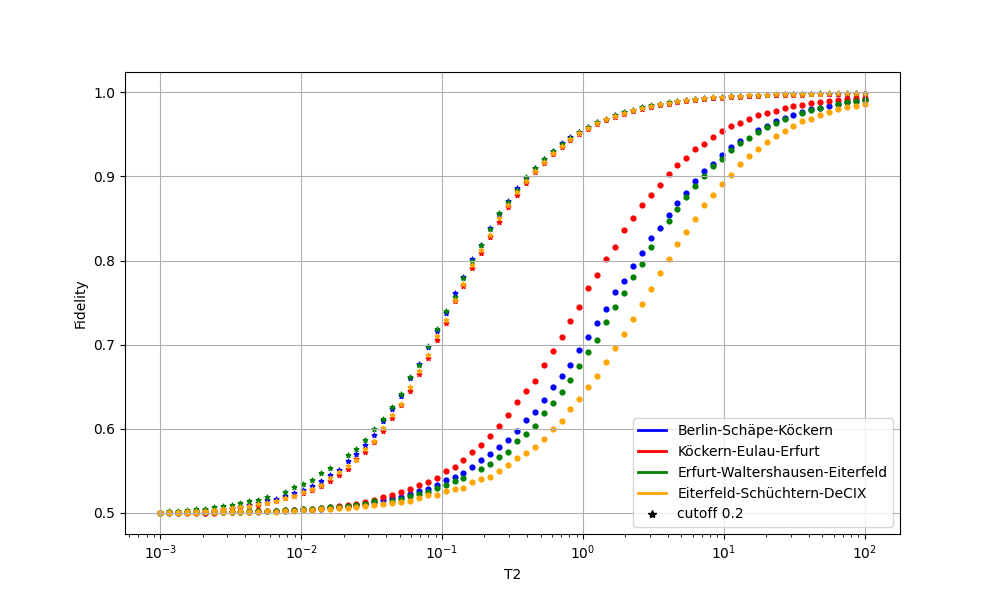 1.0
0.9
0.8
0.7
0.6
0.5
Fidelity
10⁻³ 10⁻² 10⁻¹ 10⁰ 10¹ 10²
T2
Berlin-Schäpe-Köckern
Köckern-Eulau-Erfurt
Erfurt-Waltershausen-Eiterfeld
Eiterfeld-Schüchtern-DeCIX
cutoff 0.2